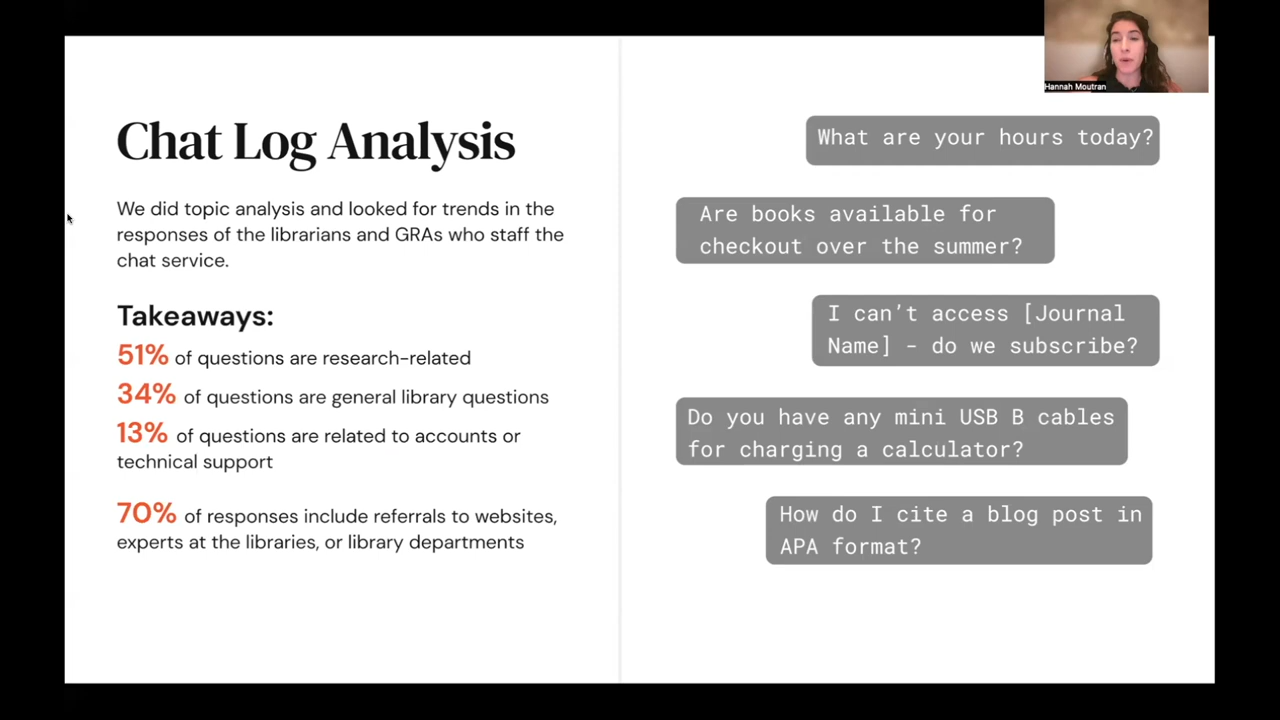 Hannah Moutran
Chat Log Analysis
We did topic analysis and looked for trends in the
responses of the librarians and GRAs who staff the
chat service.
Takeaways:
51% of questions are research-related
34% of questions are general library questions
13% of questions are related to accounts or
technical support
70% of responses include referrals to websites,
experts at the libraries, or library departments
What are your hours today?
Are books available for
checkout over the summer?
I can’t access [Journal
Name] - do we subscribe?
Do you have any mini USB B cables
for charging a calculator?
How do I cite a blog post in
APA format?